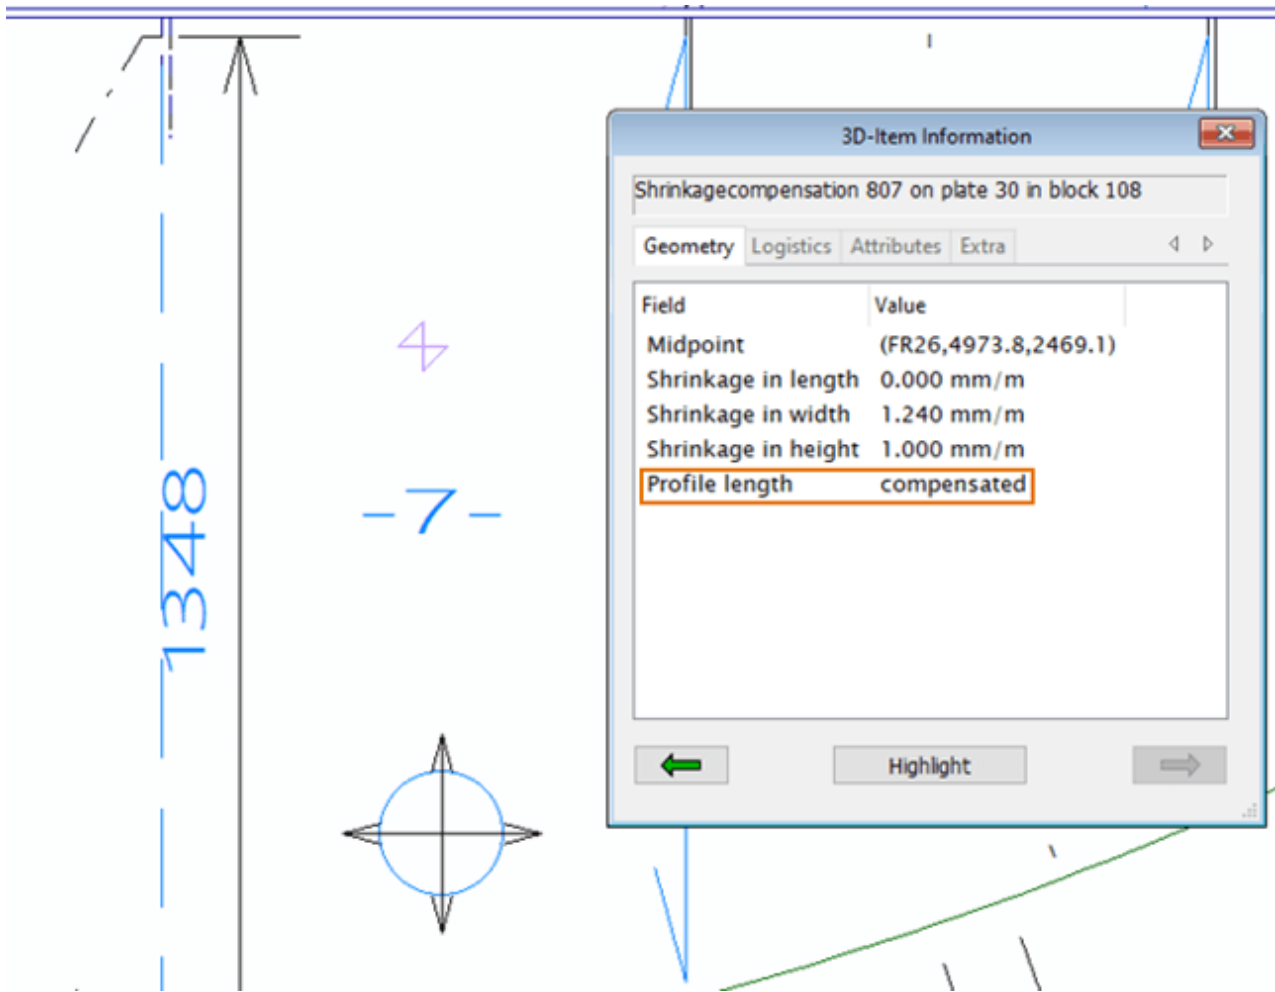 3D-Item Information
Shrinkagecompensation 807 on plate 30 in block 108
Geometry Logistics Attributes Extra
Field Value
Midpoint (FR26,4973.8,2469.1)
Shrinkage in length 0.000 mm/m
Shrinkage in width 1.240 mm/m
Shrinkage in height 1.000 mm/m
Profile length compensated
Highlight
1348
4
-7-